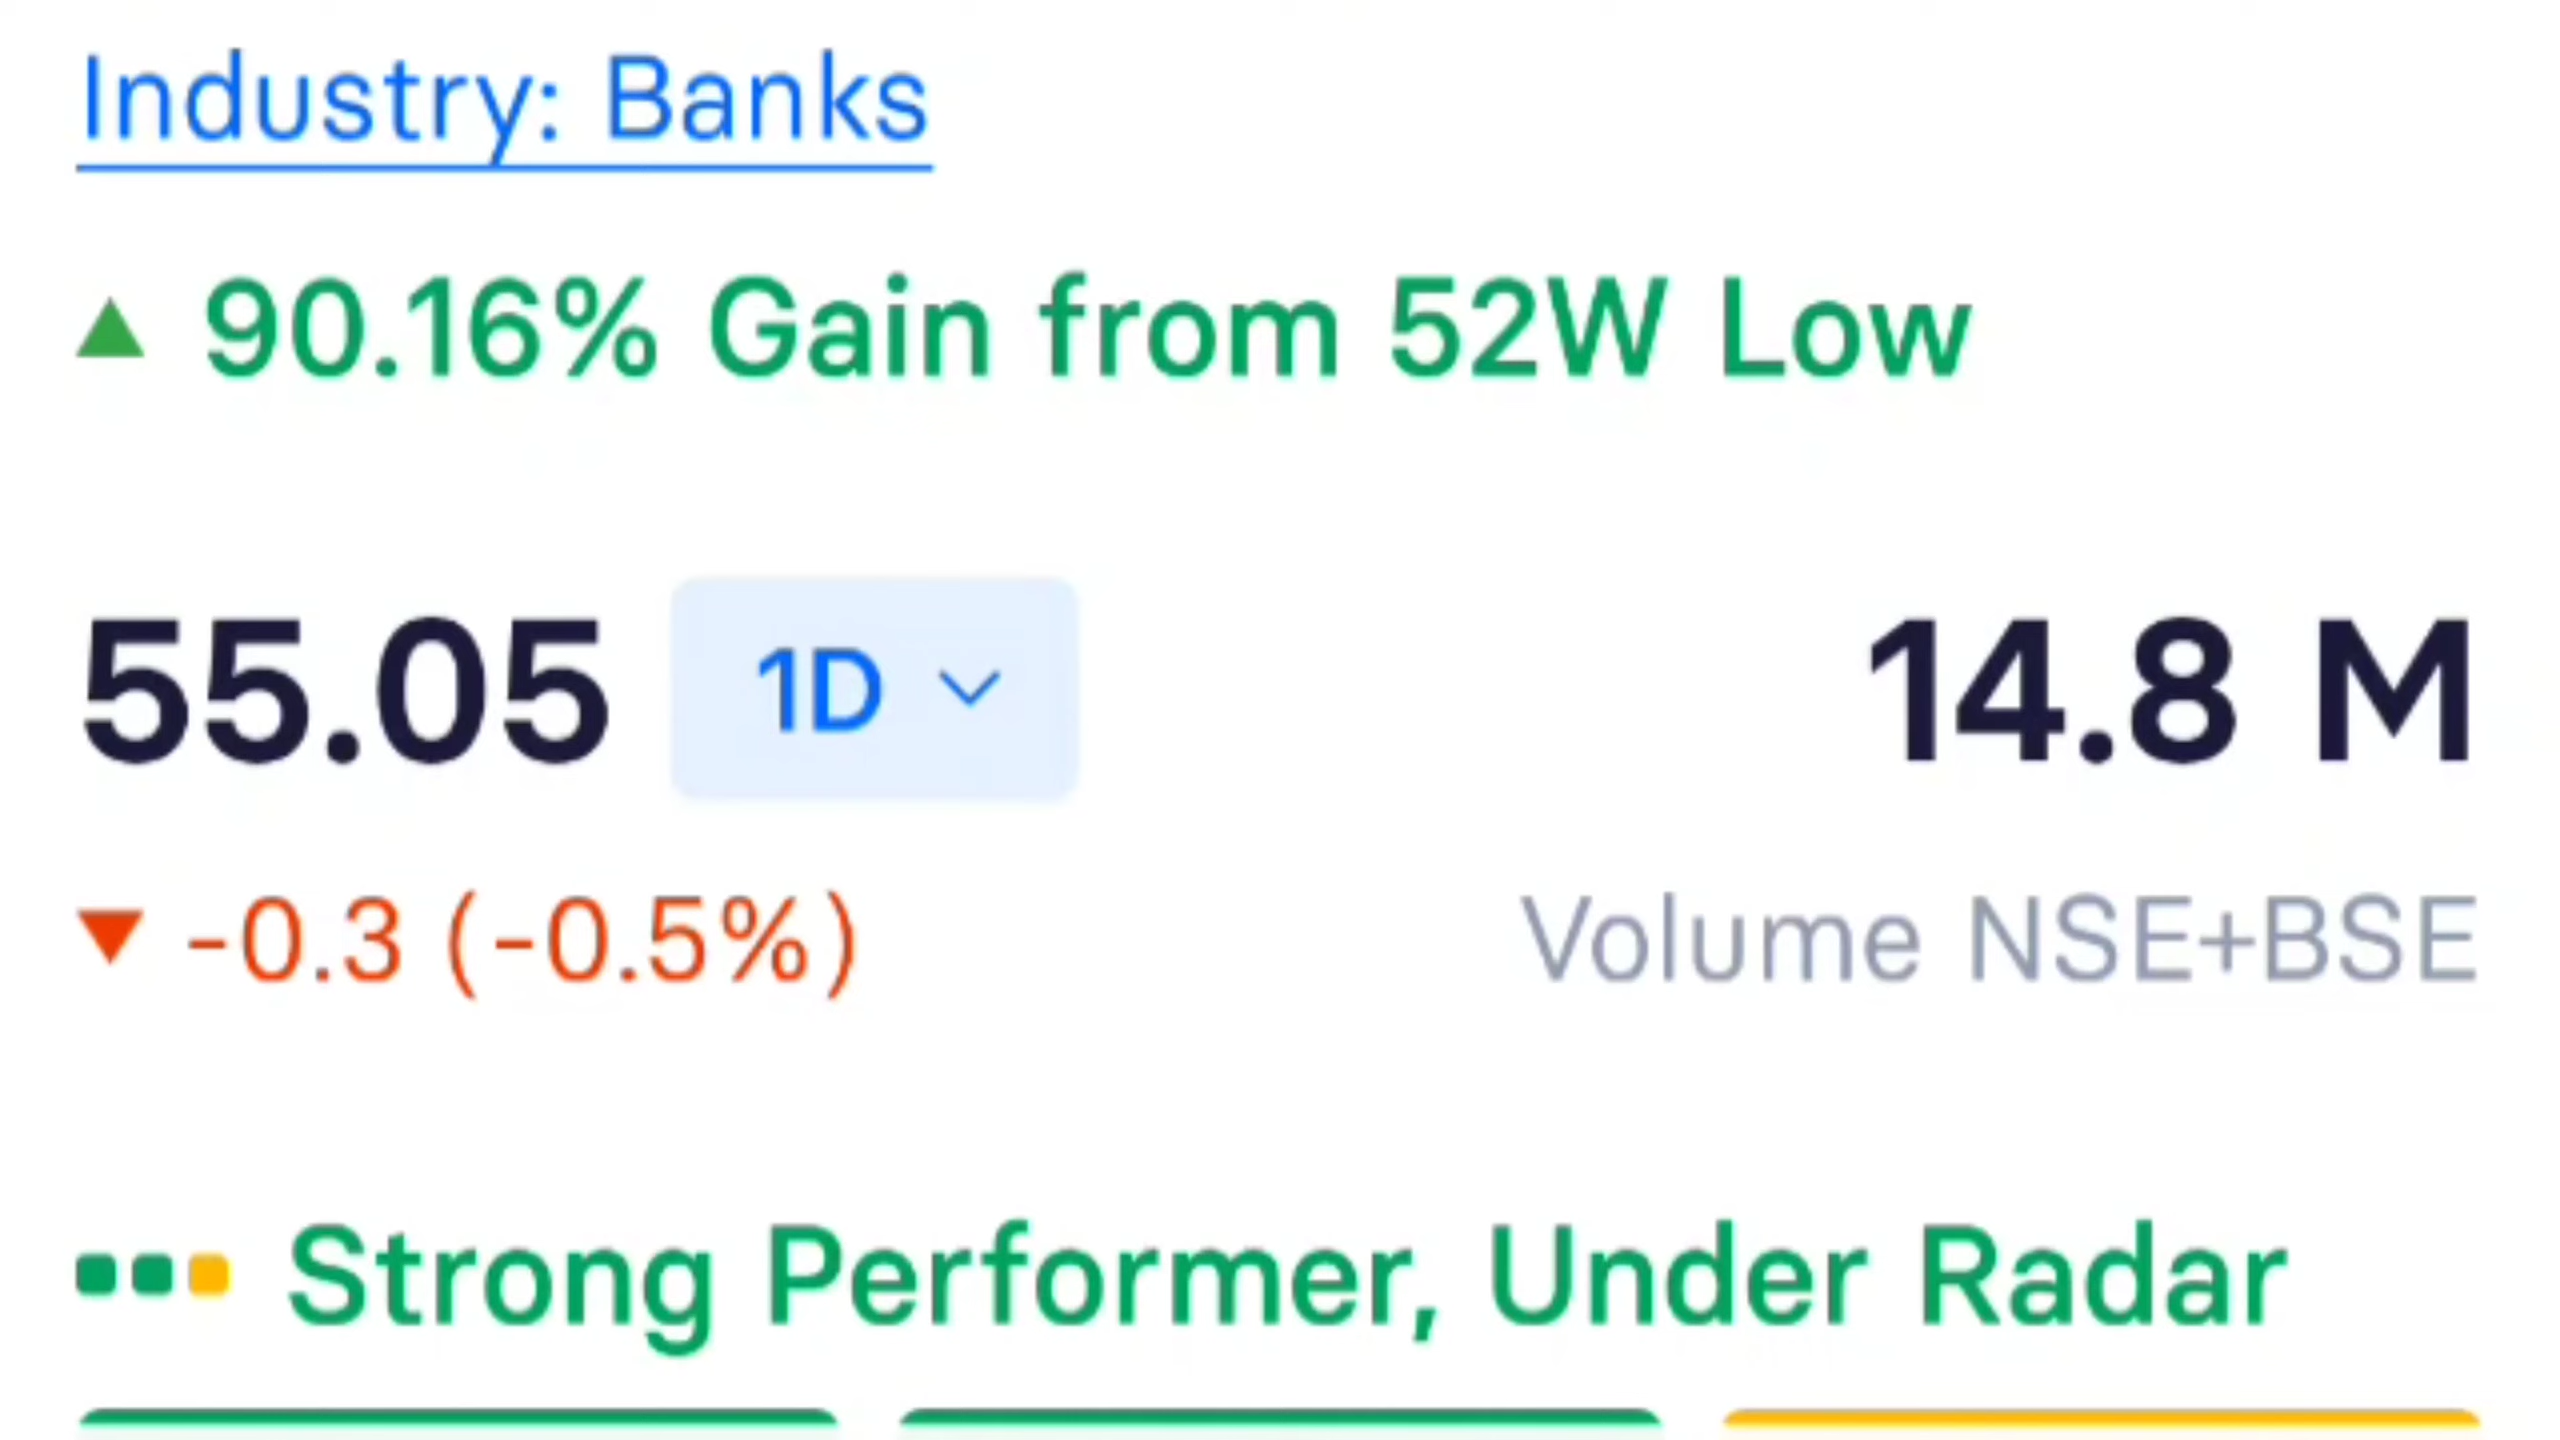 Industry: Banks
90.16% Gain from 52W Low
55.05 1D 14.8 M
-0.3 (-0.5%) Volume NSE+BSE
Strong Performer, Under Radar